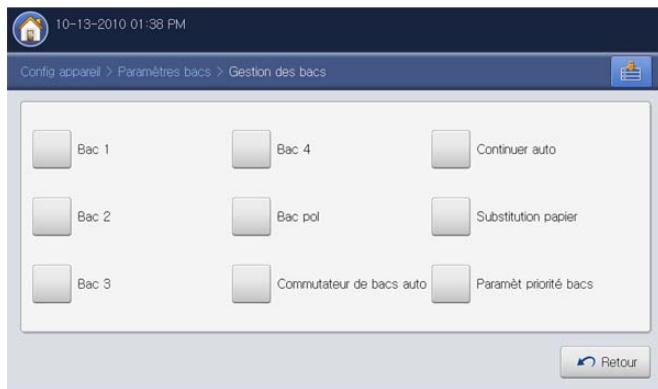 10-13-2010 01:38 PM
Config appareil > Paramètres bacs > Gestion des bacs
Bac 1
Bac 4
Continuer auto
Bac 2
Bac pol
Substitution papier
Bac 3
Commutateur de bacs auto
Paramèt priorité bacs
Retour